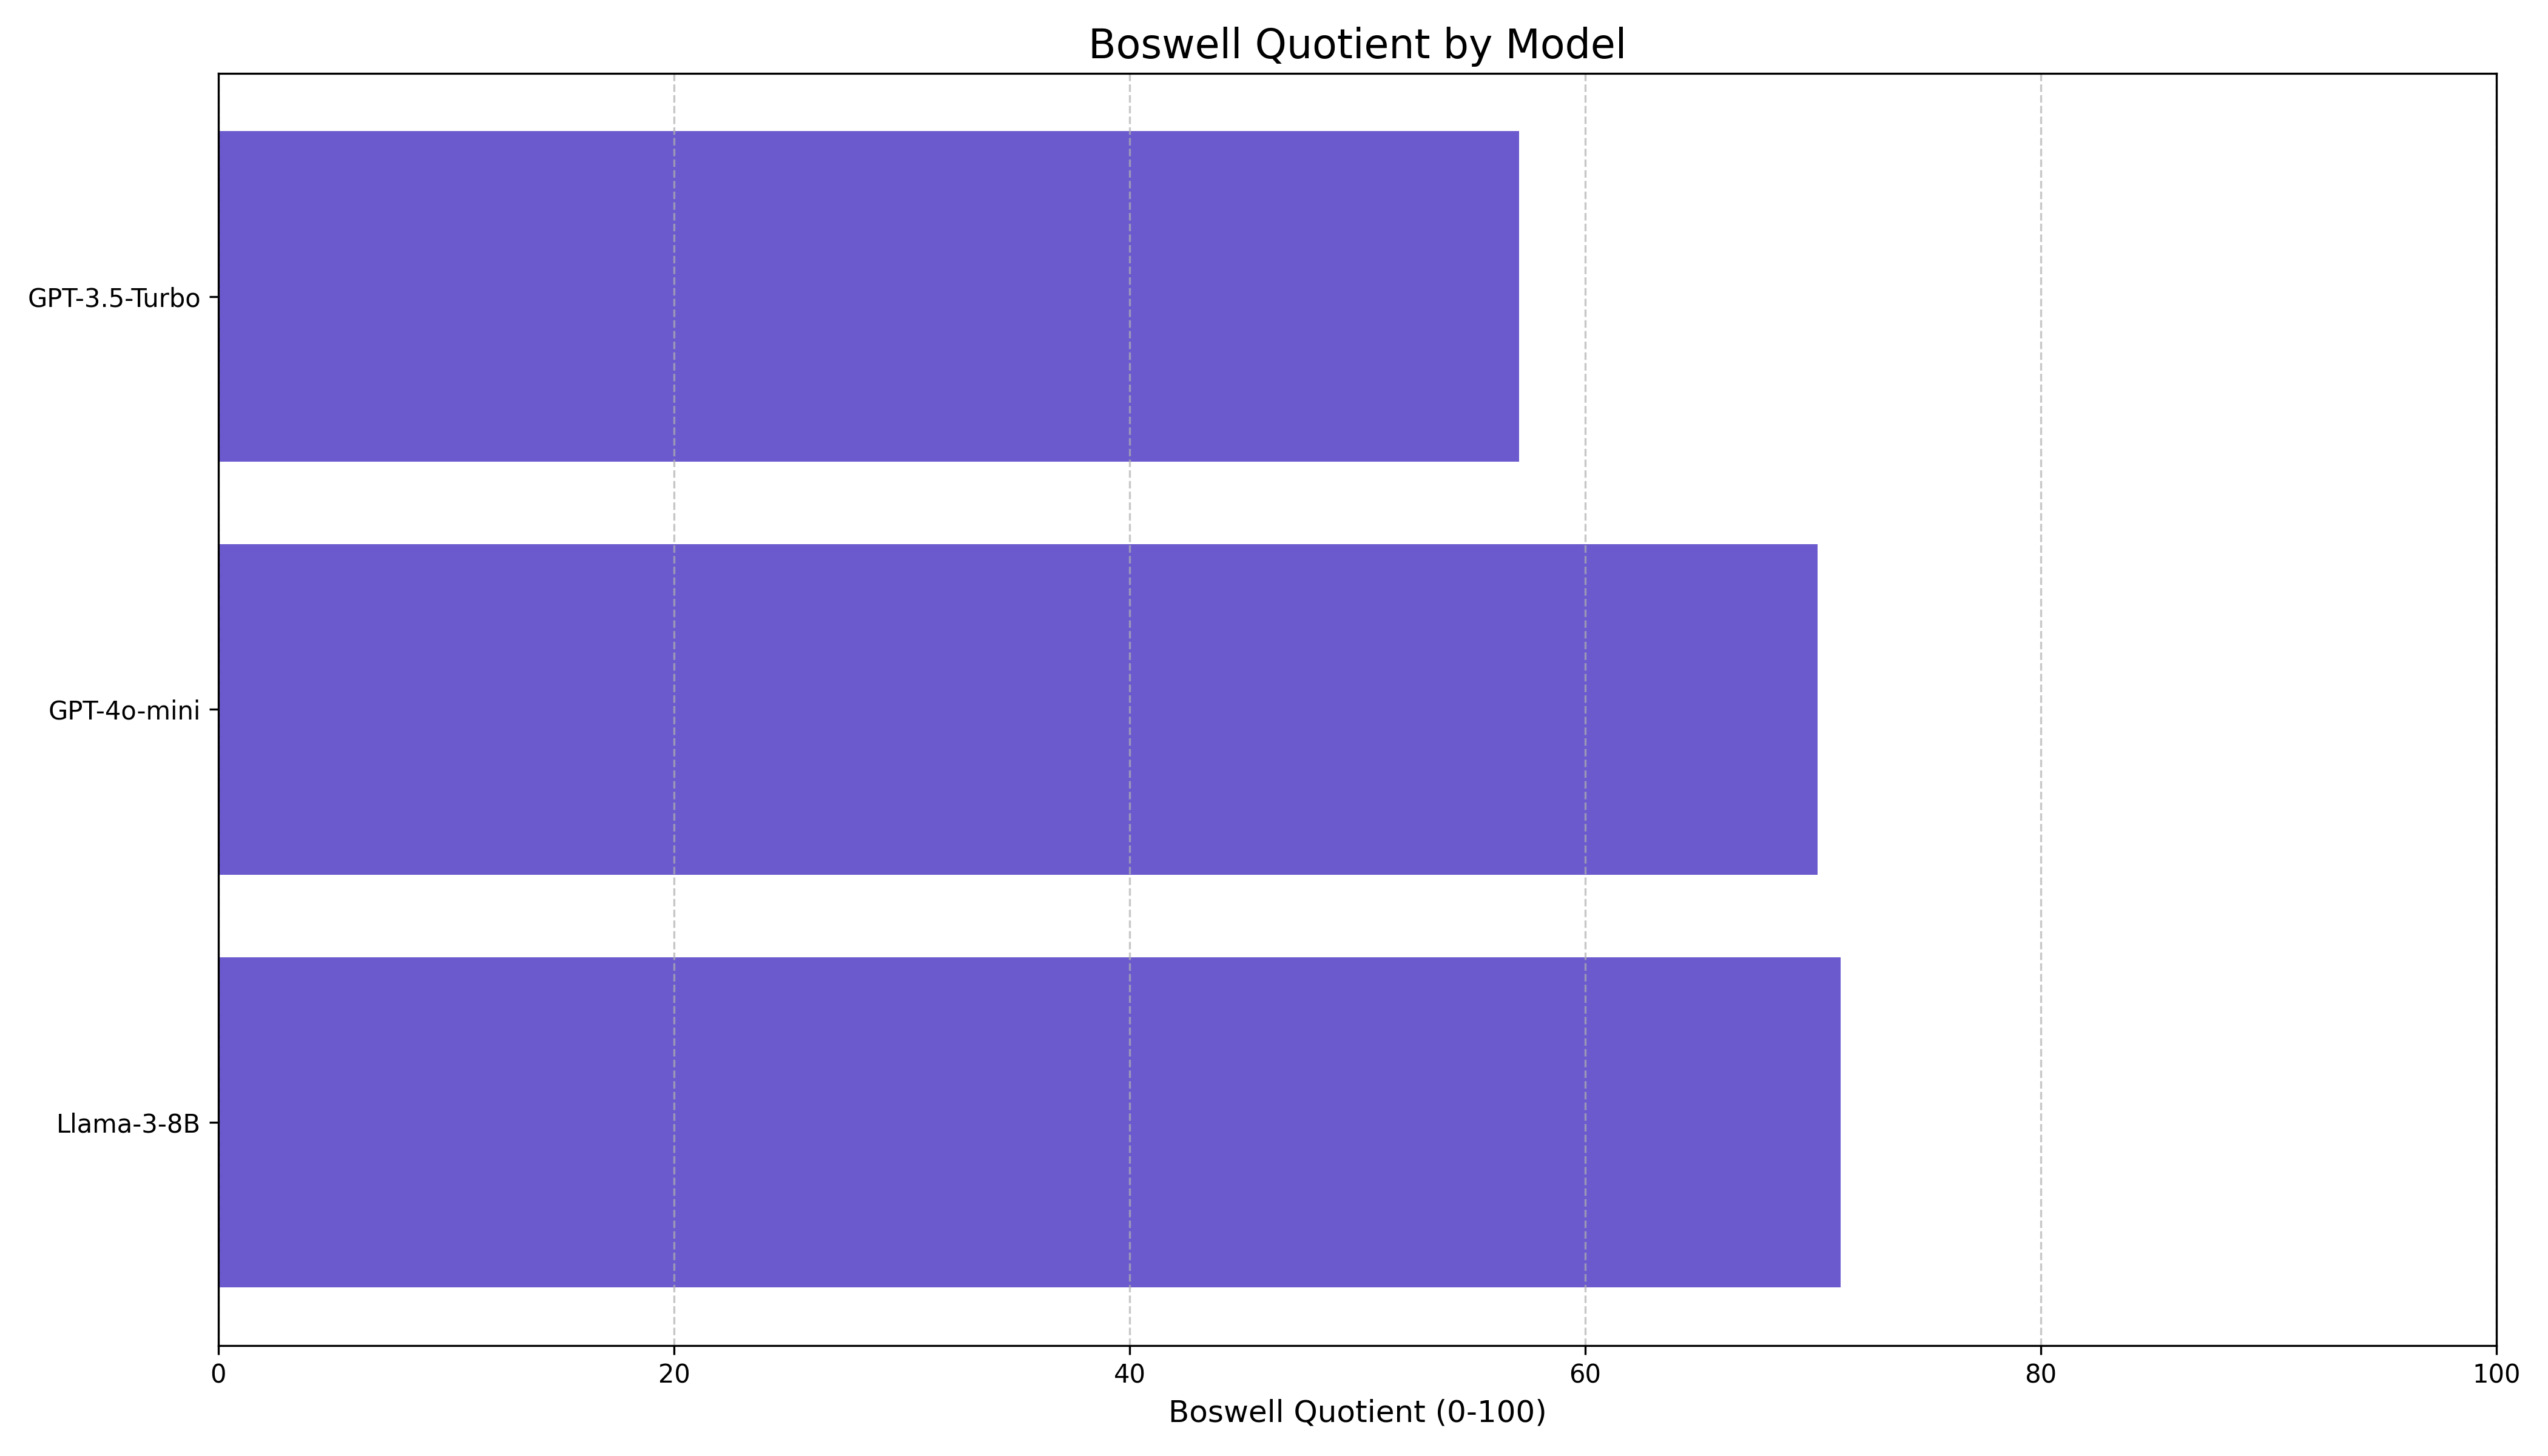 Boswell Quotient by Model
GPT-3.5-Turbo
GPT-4o-mini
Llama-3-8B
0 20 40 60 80 100
Boswell Quotient (0-100)